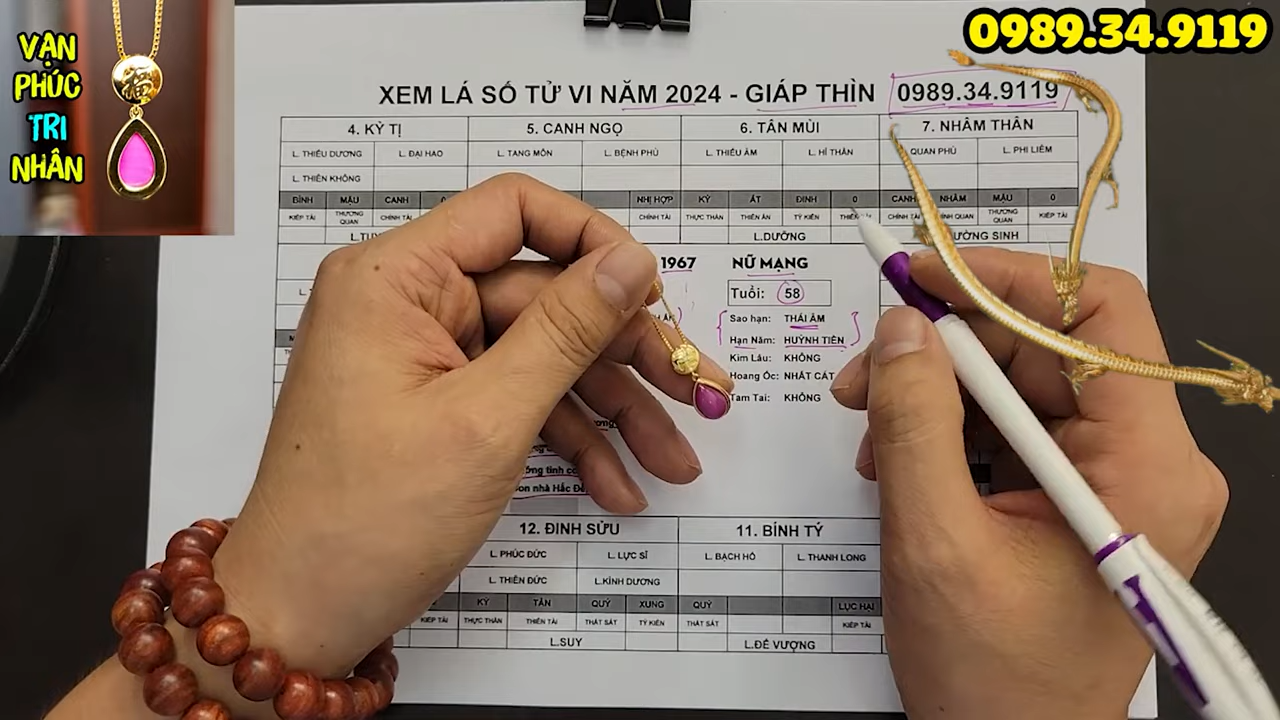 0989.34.9119
VẠN
PHÚC
TRI
NHÂN
福
XEM LÁ SỐ TỬ VI NĂM 2024 - GIÁP THÌN 0989.34.9119
4. KỶ TỊ 5. CANH NGỌ 6. TÂN MÙI 7. NHÂM THÂN
L. THIẾU DƯƠNG L. ĐẠI HAO L. TANG MÔN L. BỆNH PHÙ L. THIẾU ÂM L. HỈ THẦN QUAN PHÙ L. PHI LIÊM
L. THIÊN KHÔNG
BÍNH MẬU CANH NHỊ HỢP KỶ ẤT ĐINH 0 CANH NHÂM MẬU 0
KIẾP TÀI THƯƠNG QUAN CHÍNH TÀI THỰC THẦN THIÊN ẤN TỶ KIÊN CHÍNH QUAN THƯƠNG QUAN KIẾP TÀI
L.DƯỠNG
1967 NỮ MẠNG
Tuổi: 58
Sao hạn: THÁI ÂM
Hạn Năm: HUỲNH TIỀN
Kim Lâu: KHÔNG
Hoang Ốc: NHẤT CÁT
Tam Tai: KHÔNG
con nhà Hắc Đế
12. ĐINH SỬU 11. BÍNH TÝ
L. PHÚC ĐỨC L. LỰC SĨ L. BẠCH HỔ L. THANH LONG
L. THIÊN ĐỨC L.KÌNH DƯƠNG
KỶ TÂN QUÝ XUNG QUÝ LỤC HẠI
KIẾP TÀI THỰC THẦN THIÊN TÀI THẤT SÁT TỶ KIÊN THẤT SÁT KIẾP TÀI
L.SUY L.ĐẾ VƯỢNG